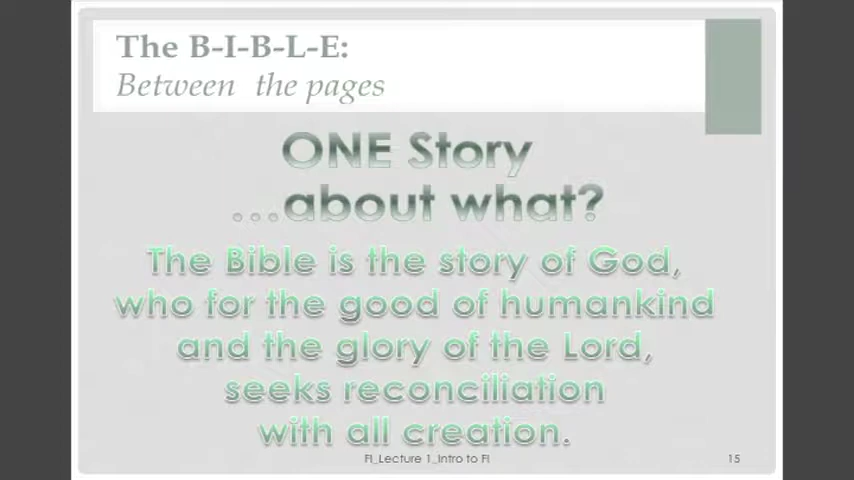 The B-I-B-L-E:
Between the pages
ONE Story
...about what?
The Bible is the story of God,
who for the good of humankind
and the glory of the Lord,
seeks reconciliation
with all creation.
FI_Lecture 1_Intro to FI
15